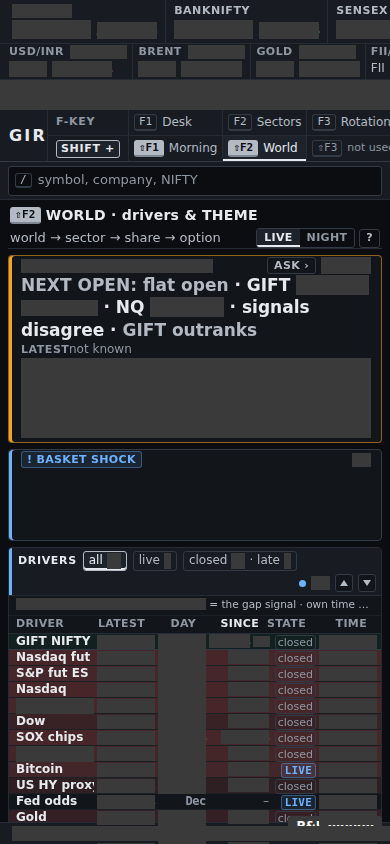 BANKNIFTY SENSEX
USD/INR BRENT GOLD FII/
FII
GIR F-KEY F1 Desk F2 Sectors F3 Rotation
SHIFT + ⇧F1 Morning ⇧F2 World ⇧F3 not used
/ symbol, company, NIFTY
⇧F2 WORLD · drivers & THEME
world → sector → share → option LIVE NIGHT ?
ASK ›
NEXT OPEN: flat open · GIFT
· NQ · signals
disagree · GIFT outranks
LATEST not known
! BASKET SHOCK
DRIVERS all live closed · late
▲ ▼
= the gap signal · own time ...
DRIVER LATEST DAY SINCE STATE TIME
GIFT NIFTY closed
Nasdaq fut closed
S&P fut ES closed
Nasdaq closed
closed
Dow closed
SOX chips closed
closed
Bitcoin LIVE
US HY proxy closed
Fed odds Dec – LIVE
Gold closed